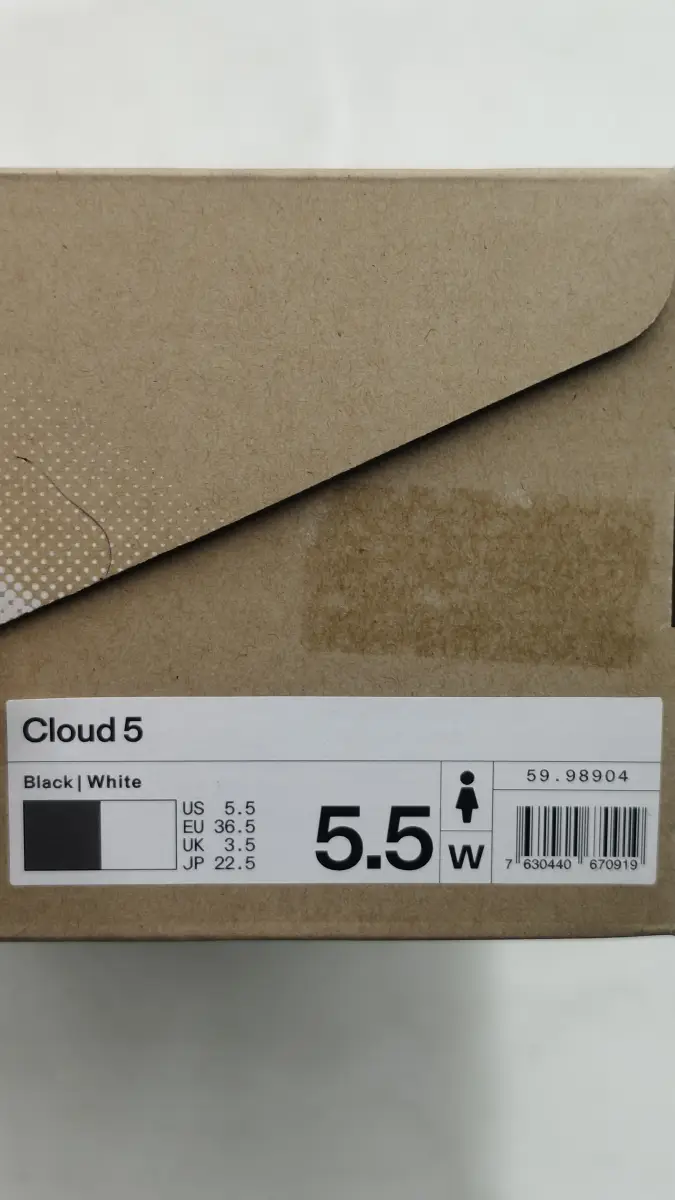 Cloud 5
Black | White
US 5.5
EU 36.5
UK 3.5
JP 22.5
5.5
W
59.98904
7 630440 670919